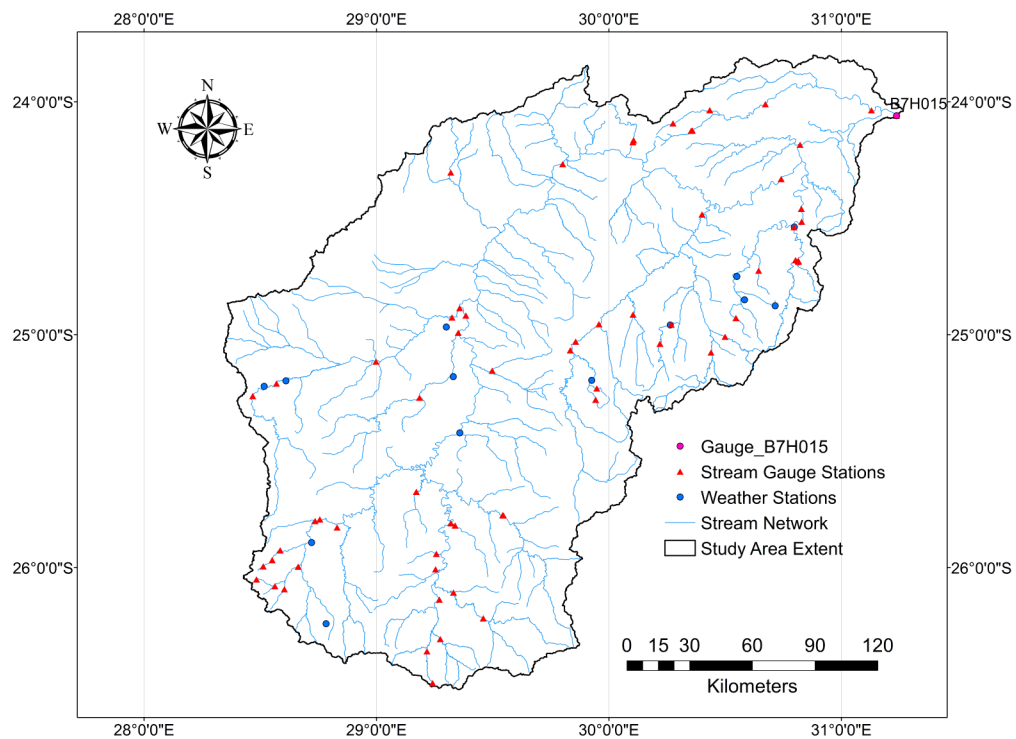 28°0'0"E 29°0'0"E 30°0'0"E 31°0'0"E
N
W E
S
24°0'0"S B7H015 24°0'0"S
25°0'0"S 25°0'0"S
Gauge_B7H015
Stream Gauge Stations
Weather Stations
Stream Network
Study Area Extent
26°0'0"S 26°0'0"S
0 15 30 60 90 120
Kilometers
28°0'0"E 29°0'0"E 30°0'0"E 31°0'0"E